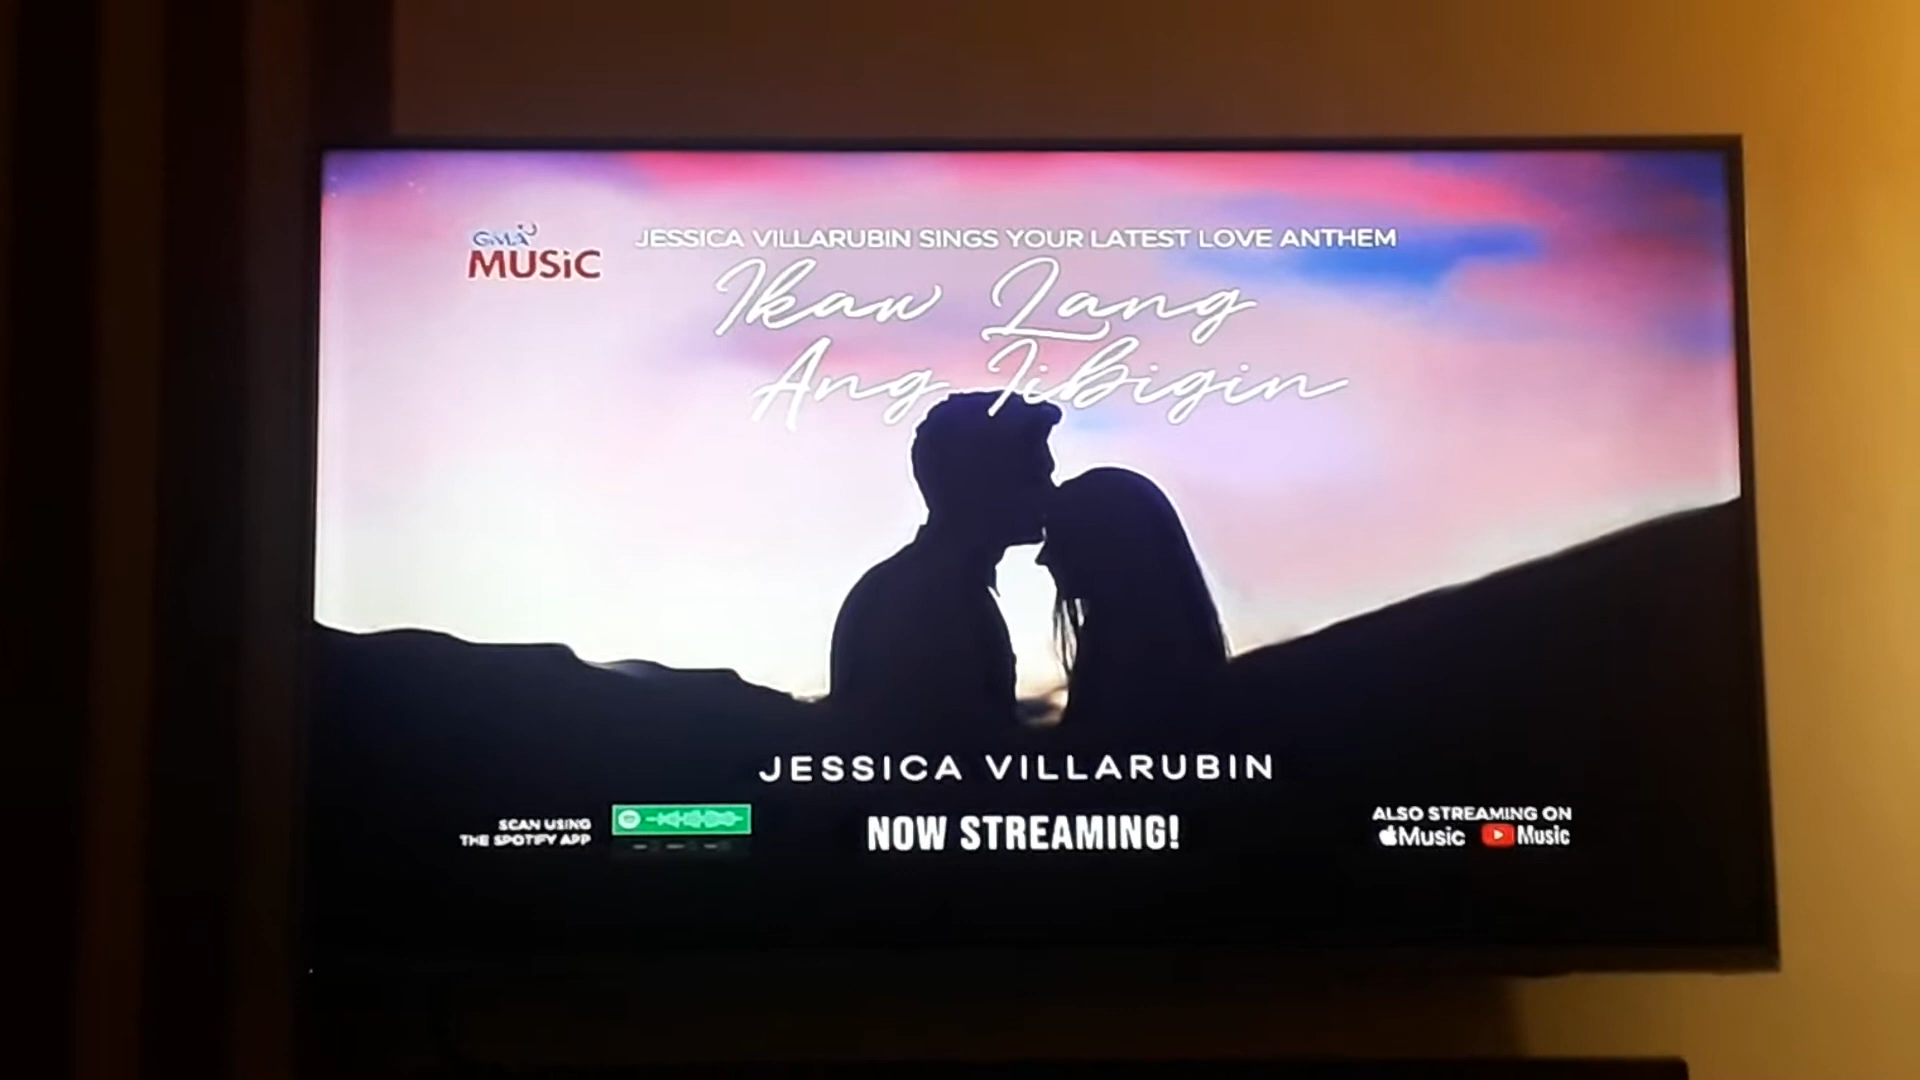 GMA
MUSiC
JESSICA VILLARUBIN SINGS YOUR LATEST LOVE ANTHEM
Ikaw Lang
Ang Iibigin
JESSICA VILLARUBIN
SCAN USING
THE SPOTIFY APP
NOW STREAMING!
ALSO STREAMING ON
Music
Music